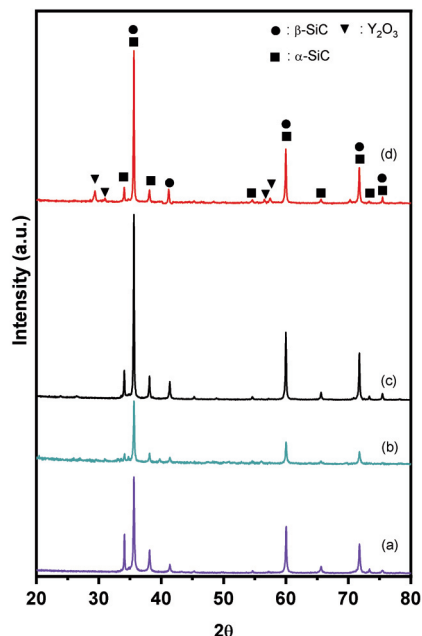 ● : β-SiC ▼ : Y₂O₃
■ : α-SiC
(d)
(c)
(b)
(a)
Intensity (a.u.)
20 30 40 50 60 70 80
2θ